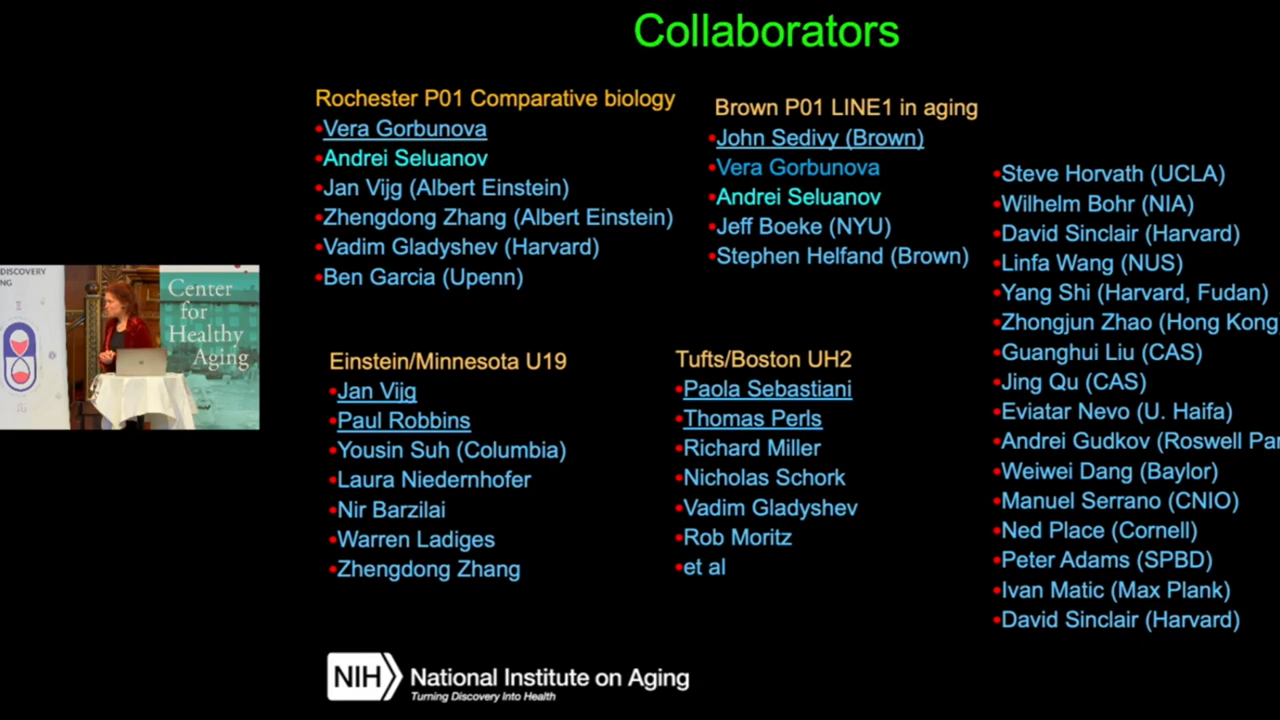 Collaborators
Rochester P01 Comparative biology
•Vera Gorbunova
•Andrei Seluanov
•Jan Vijg (Albert Einstein)
•Zhengdong Zhang (Albert Einstein)
•Vadim Gladyshev (Harvard)
•Ben Garcia (Upenn)
Brown P01 LINE1 in aging
•John Sedivy (Brown)
•Vera Gorbunova
•Andrei Seluanov
•Jeff Boeke (NYU)
•Stephen Helfand (Brown)
•Steve Horvath (UCLA)
•Wilhelm Bohr (NIA)
•David Sinclair (Harvard)
•Linfa Wang (NUS)
•Yang Shi (Harvard, Fudan)
•Zhongjun Zhao (Hong Kong
•Guanghui Liu (CAS)
•Jing Qu (CAS)
•Eviatar Nevo (U. Haifa)
•Andrei Gudkov (Roswell Par
•Weiwei Dang (Baylor)
•Manuel Serrano (CNIO)
•Ned Place (Cornell)
•Peter Adams (SPBD)
•Ivan Matic (Max Plank)
•David Sinclair (Harvard)
DISCOVERY
NG
Center
for
Healthy
Aging
Einstein/Minnesota U19
•Jan Vijg
•Paul Robbins
•Yousin Suh (Columbia)
•Laura Niedernhofer
•Nir Barzilai
•Warren Ladiges
•Zhengdong Zhang
Tufts/Boston UH2
•Paola Sebastiani
•Thomas Perls
•Richard Miller
•Nicholas Schork
•Vadim Gladyshev
•Rob Moritz
•et al
NIH National Institute on Aging
Turning Discovery Into Health